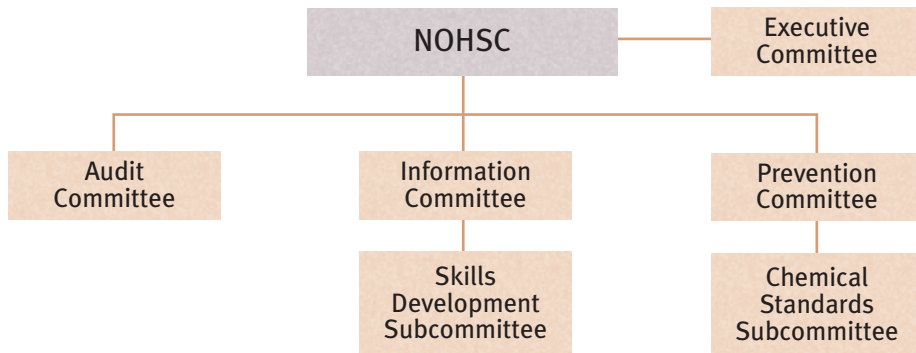 NOHSC
Executive
Committee
Audit
Committee
Information
Committee
Prevention
Committee
Skills
Development
Subcommittee
Chemical
Standards
Subcommittee